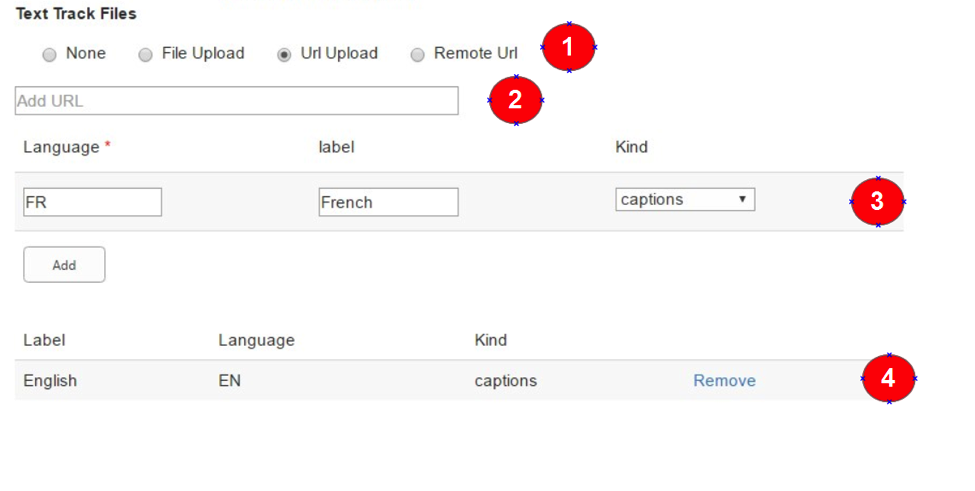 Text Track Files
None File Upload Url Upload Remote Url 1
Add URL 2
Language * label Kind
FR French captions 3
Add
Label Language Kind
English EN captions Remove 4